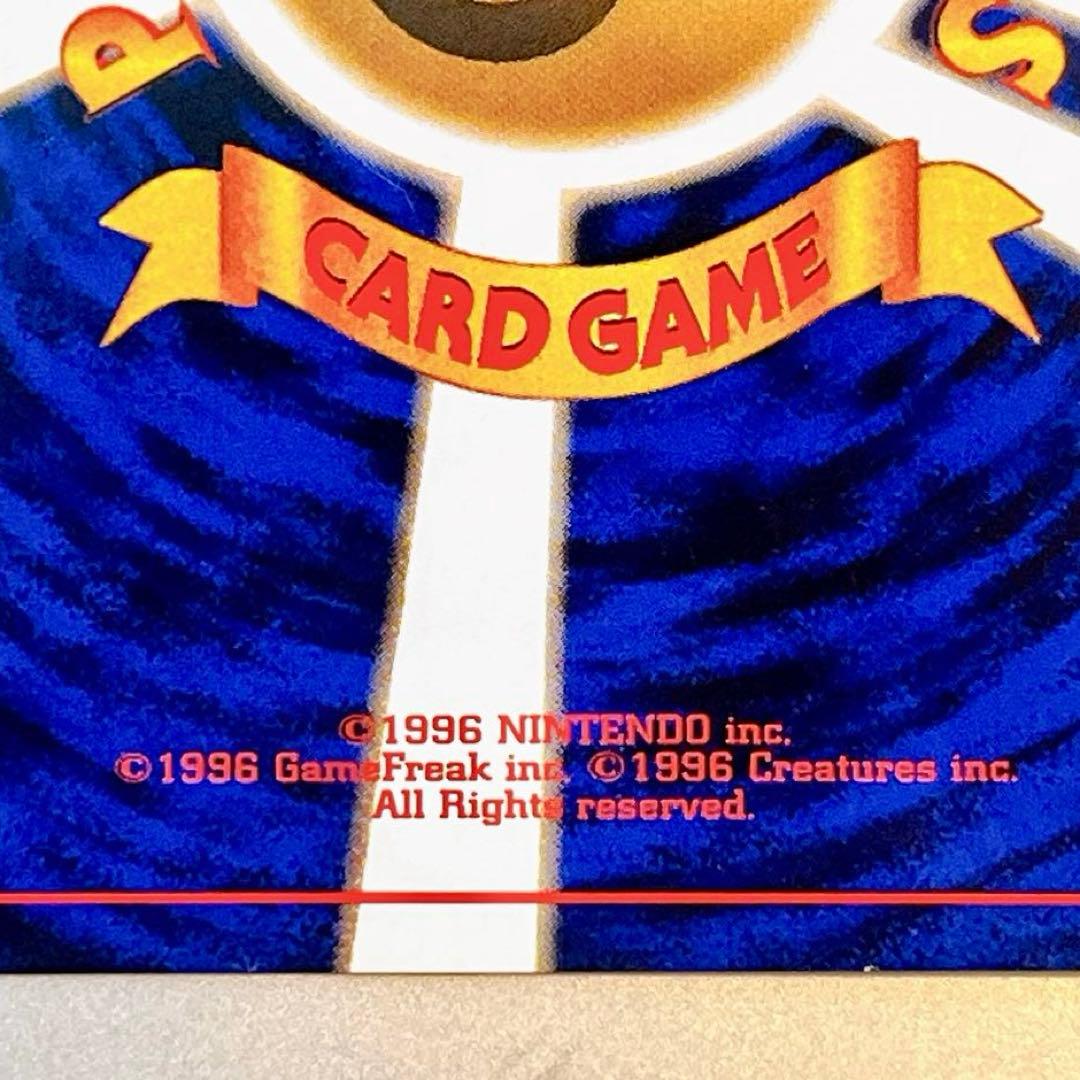 P S
CARD GAME
©1996 NINTENDO inc.
©1996 GameFreak inc. ©1996 Creatures inc.
All Rights reserved.